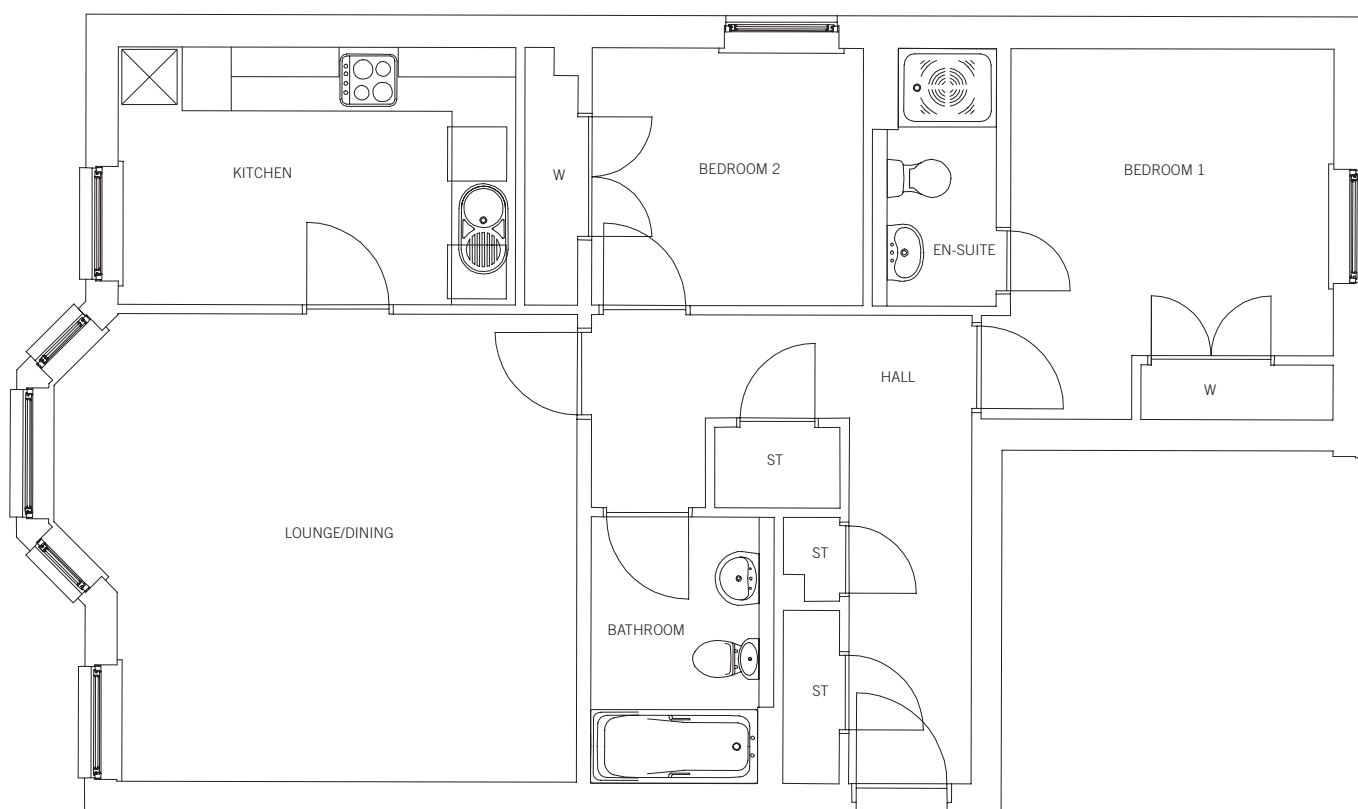 KITCHEN
W
BEDROOM 2
BEDROOM 1
EN-SUITE
HALL
W
ST
LOUNGE/DINING
ST
BATHROOM
ST